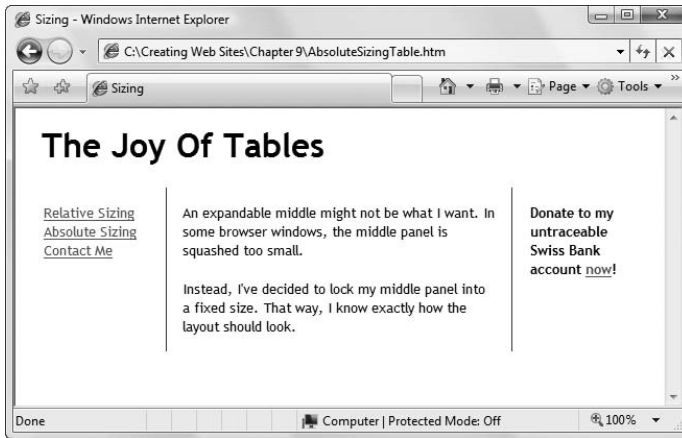 Sizing - Windows Internet Explorer
C:\Creating Web Sites\Chapter 9\AbsoluteSizingTable.htm
Sizing
Page
Tools
The Joy Of Tables
Relative Sizing
Absolute Sizing
Contact Me
An expandable middle might not be what I want. In
some browser windows, the middle panel is
squashed too small.
Instead, I've decided to lock my middle panel into
a fixed size. That way, I know exactly how the
layout should look.
Donate to my
untraceable
Swiss Bank
account now!
Done
Computer | Protected Mode: Off
100%